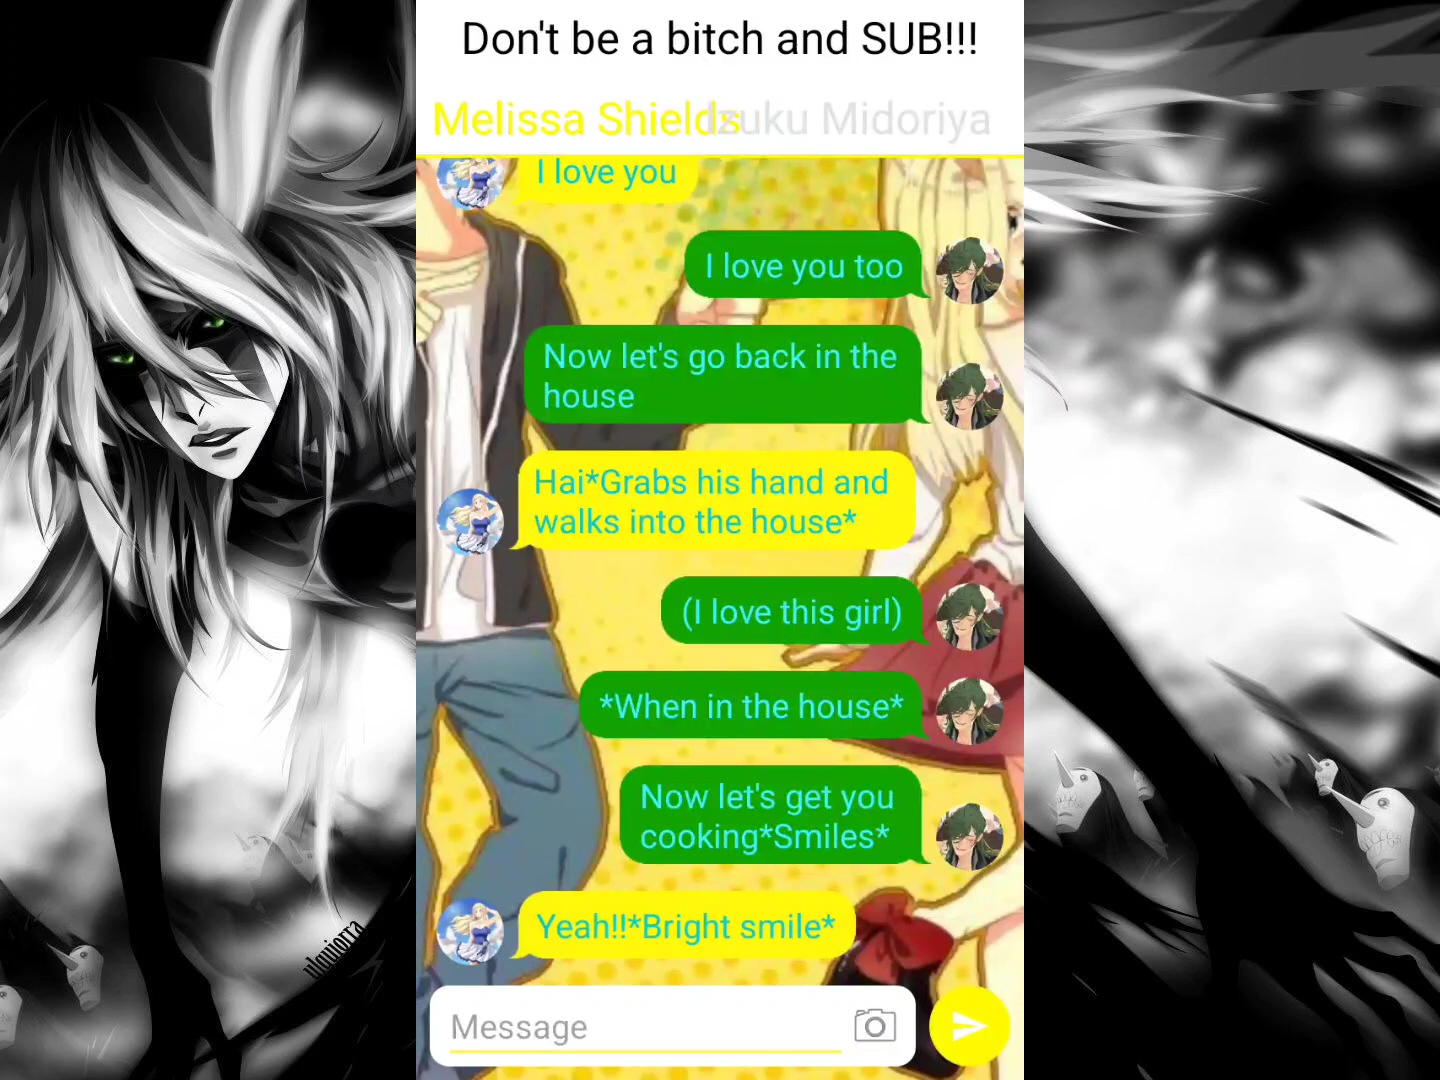 Don't be a bitch and SUB!!!
Melissa Shields Izuku Midoriya
I love you
I love you too
Now let's go back in the
house
Hai*Grabs his hand and
walks into the house*
(I love this girl)
*When in the house*
Now let's get you
cooking*Smiles*
Yeah!!*Bright smile*
Message
ulquiorra